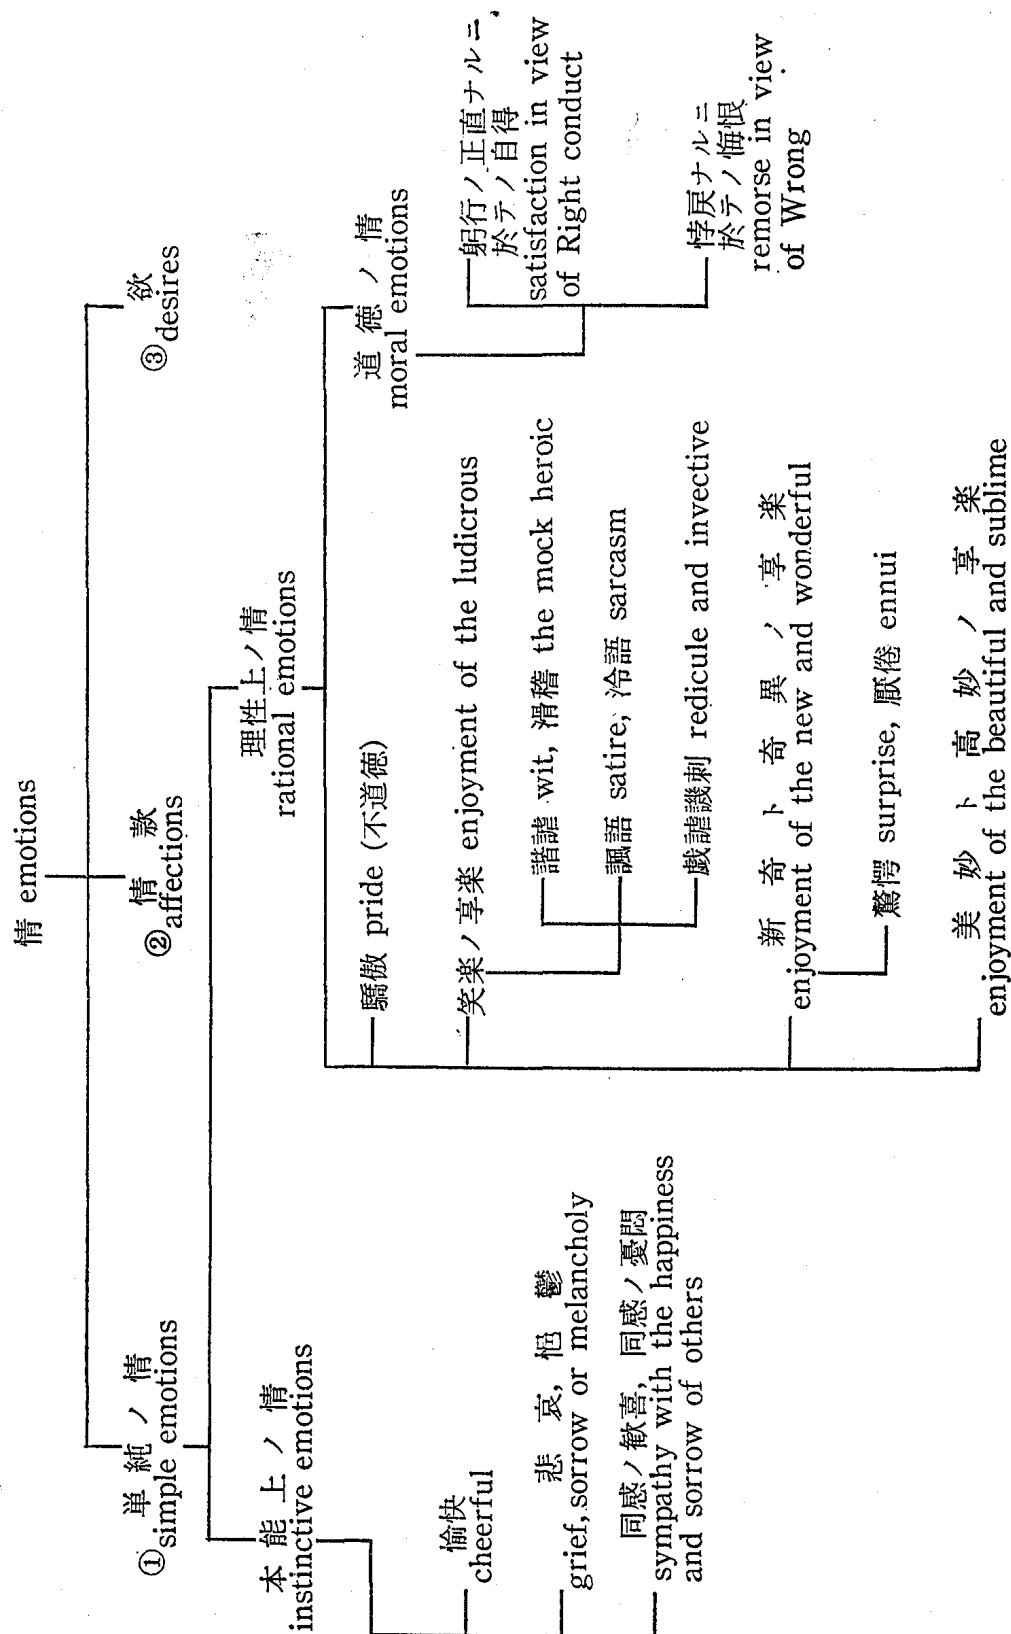 情 emotions
単純ノ情
①simple emotions
情款
②affections
欲
③desires
本能上ノ情
instinctive emotions
理性上ノ情
rational emotions
愉快
cheerful
悲哀, 悒鬱
grief, sorrow or melancholy
同感ノ歓喜, 同感ノ憂悶
sympathy with the happiness
and sorrow of others
驕傲 pride (不道徳)
笑楽ノ享楽 enjoyment of the ludicrous
諧謔 wit, 滑稽 the mock heroic
諷語 satire, 冷語 sarcasm
戯謔譏刺 redicule and invective
新奇ト奇異ノ享楽
enjoyment of the new and wonderful
驚愕 surprise, 厭倦 ennui
美妙ト高妙ノ享楽
enjoyment of the beautiful and sublime
道徳ノ情
moral emotions
躬行ノ正直ナルニ
於テノ自得
satisfaction in view
of Right conduct
悖戻ナルニ
於テノ悔恨
remorse in view
of Wrong